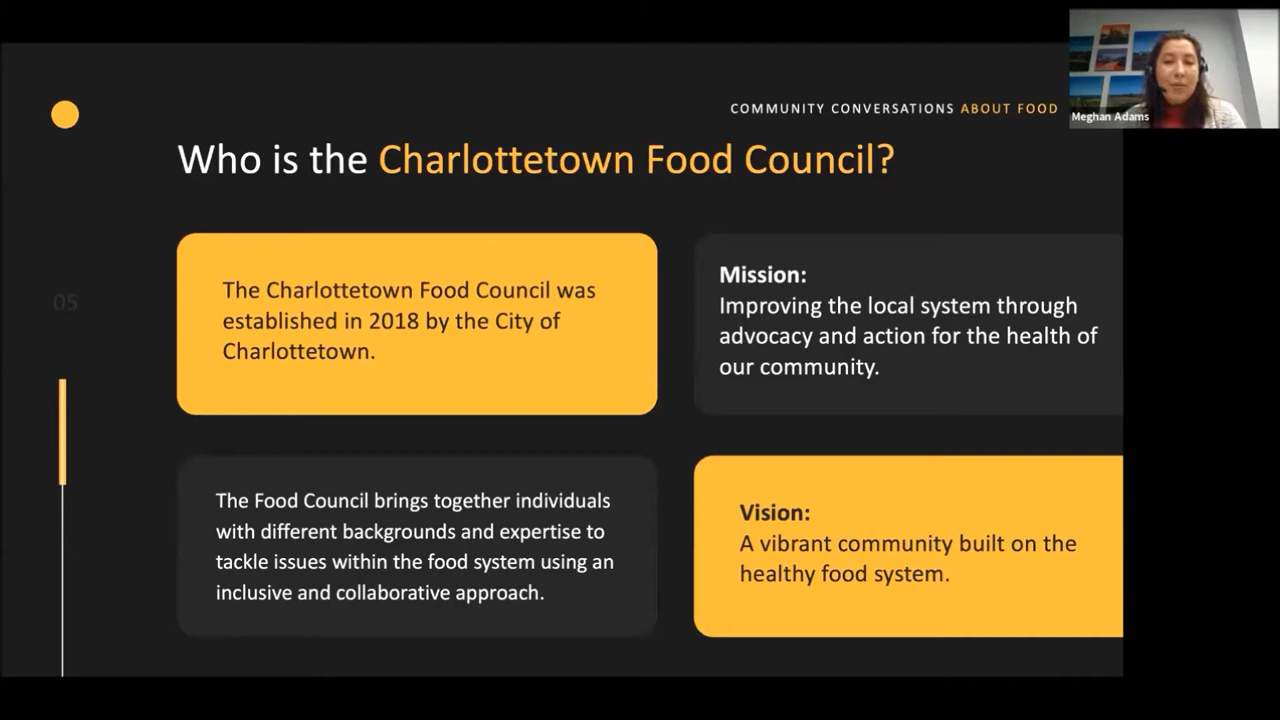 COMMUNITY CONVERSATIONS ABOUT FOOD
Meghan Adams
Who is the Charlottetown Food Council?
The Charlottetown Food Council was
established in 2018 by the City of
Charlottetown.
Mission:
Improving the local system through
advocacy and action for the health of
our community.
05
The Food Council brings together individuals
with different backgrounds and expertise to
tackle issues within the food system using an
inclusive and collaborative approach.
Vision:
A vibrant community built on the
healthy food system.